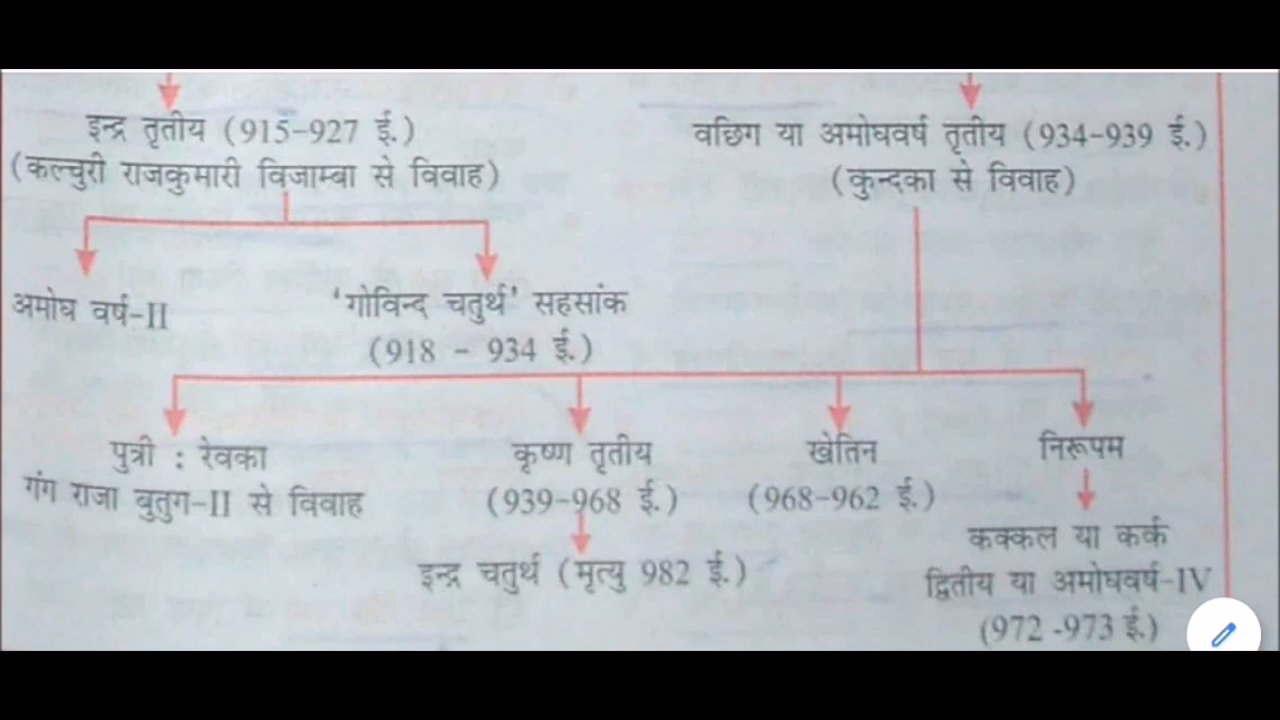 इन्द्र तृतीय (915-927 ई.)
(कल्चुरी राजकुमारी विजाम्बा से विवाह)
वछिग या अमोघवर्ष तृतीय (934-939 ई.)
(कुन्दका से विवाह)
अमोघ वर्ष-II
'गोविन्द चतुर्थ' सहसांक
(918 - 934 ई.)
पुत्री : रेवका
गंग राजा बुतुग-II से विवाह
कृष्ण तृतीय
(939-968 ई.)
खेतिन
(968-962 ई.)
निरूपम
इन्द्र चतुर्थ (मृत्यु 982 ई.)
कक्कल या कर्क
द्वितीय या अमोघवर्ष-IV
(972 -973 ई.)